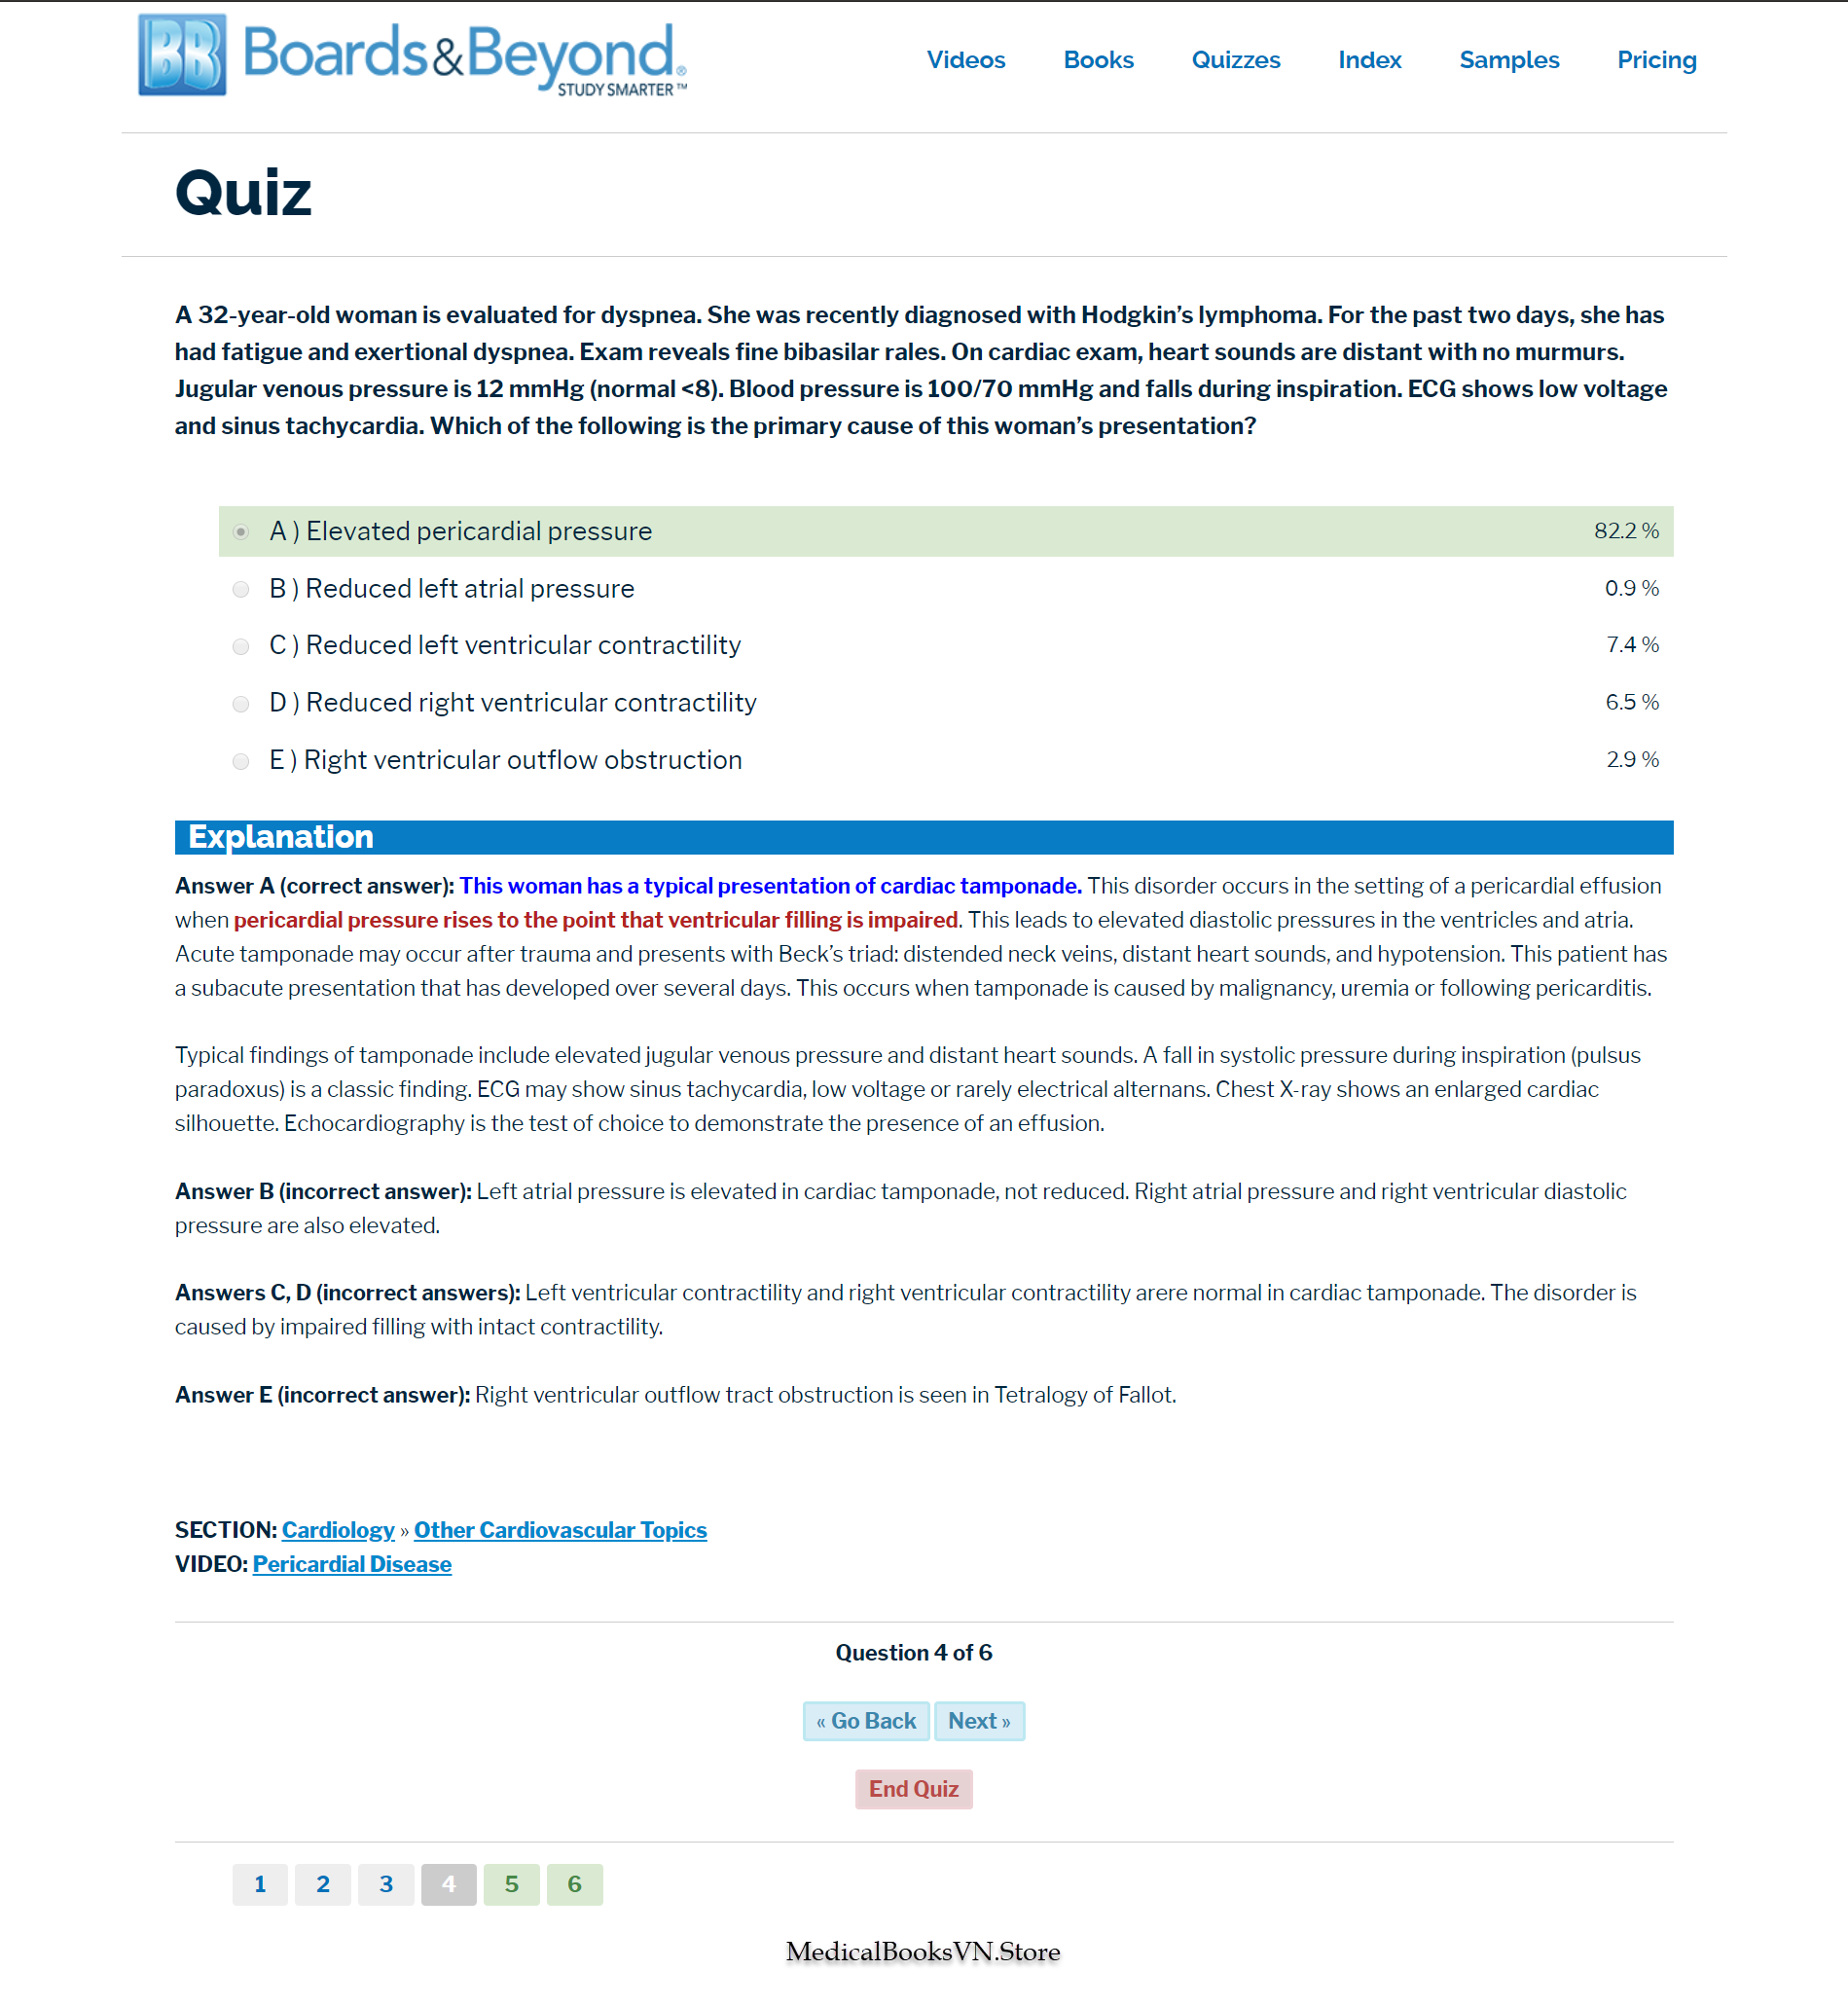 BB Boards&Beyond® 
STUDY SMARTER™
Videos Books Quizzes Index Samples Pricing
Quiz
A 32-year-old woman is evaluated for dyspnea. She was recently diagnosed with Hodgkin’s lymphoma. For the past two days, she has
had fatigue and exertional dyspnea. Exam reveals fine bibasilar rales. On cardiac exam, heart sounds are distant with no murmurs.
Jugular venous pressure is 12 mmHg (normal <8). Blood pressure is 100/70 mmHg and falls during inspiration. ECG shows low voltage
and sinus tachycardia. Which of the following is the primary cause of this woman’s presentation?
A ) Elevated pericardial pressure 82.2 %
B ) Reduced left atrial pressure 0.9 %
C ) Reduced left ventricular contractility 7.4 %
D ) Reduced right ventricular contractility 6.5 %
E ) Right ventricular outflow obstruction 2.9 %
Explanation
Answer A (correct answer): This woman has a typical presentation of cardiac tamponade. This disorder occurs in the setting of a pericardial effusion
when pericardial pressure rises to the point that ventricular filling is impaired. This leads to elevated diastolic pressures in the ventricles and atria.
Acute tamponade may occur after trauma and presents with Beck’s triad: distended neck veins, distant heart sounds, and hypotension. This patient has
a subacute presentation that has developed over several days. This occurs when tamponade is caused by malignancy, uremia or following pericarditis.
Typical findings of tamponade include elevated jugular venous pressure and distant heart sounds. A fall in systolic pressure during inspiration (pulsus
paradoxus) is a classic finding. ECG may show sinus tachycardia, low voltage or rarely electrical alternans. Chest X-ray shows an enlarged cardiac
silhouette. Echocardiography is the test of choice to demonstrate the presence of an effusion.
Answer B (incorrect answer): Left atrial pressure is elevated in cardiac tamponade, not reduced. Right atrial pressure and right ventricular diastolic
pressure are also elevated.
Answers C, D (incorrect answers): Left ventricular contractility and right ventricular contractility arere normal in cardiac tamponade. The disorder is
caused by impaired filling with intact contractility.
Answer E (incorrect answer): Right ventricular outflow tract obstruction is seen in Tetralogy of Fallot.
SECTION: Cardiology » Other Cardiovascular Topics
VIDEO: Pericardial Disease
Question 4 of 6
« Go Back Next »
End Quiz
1 2 3 4 5 6
MedicalBooksVN.Store